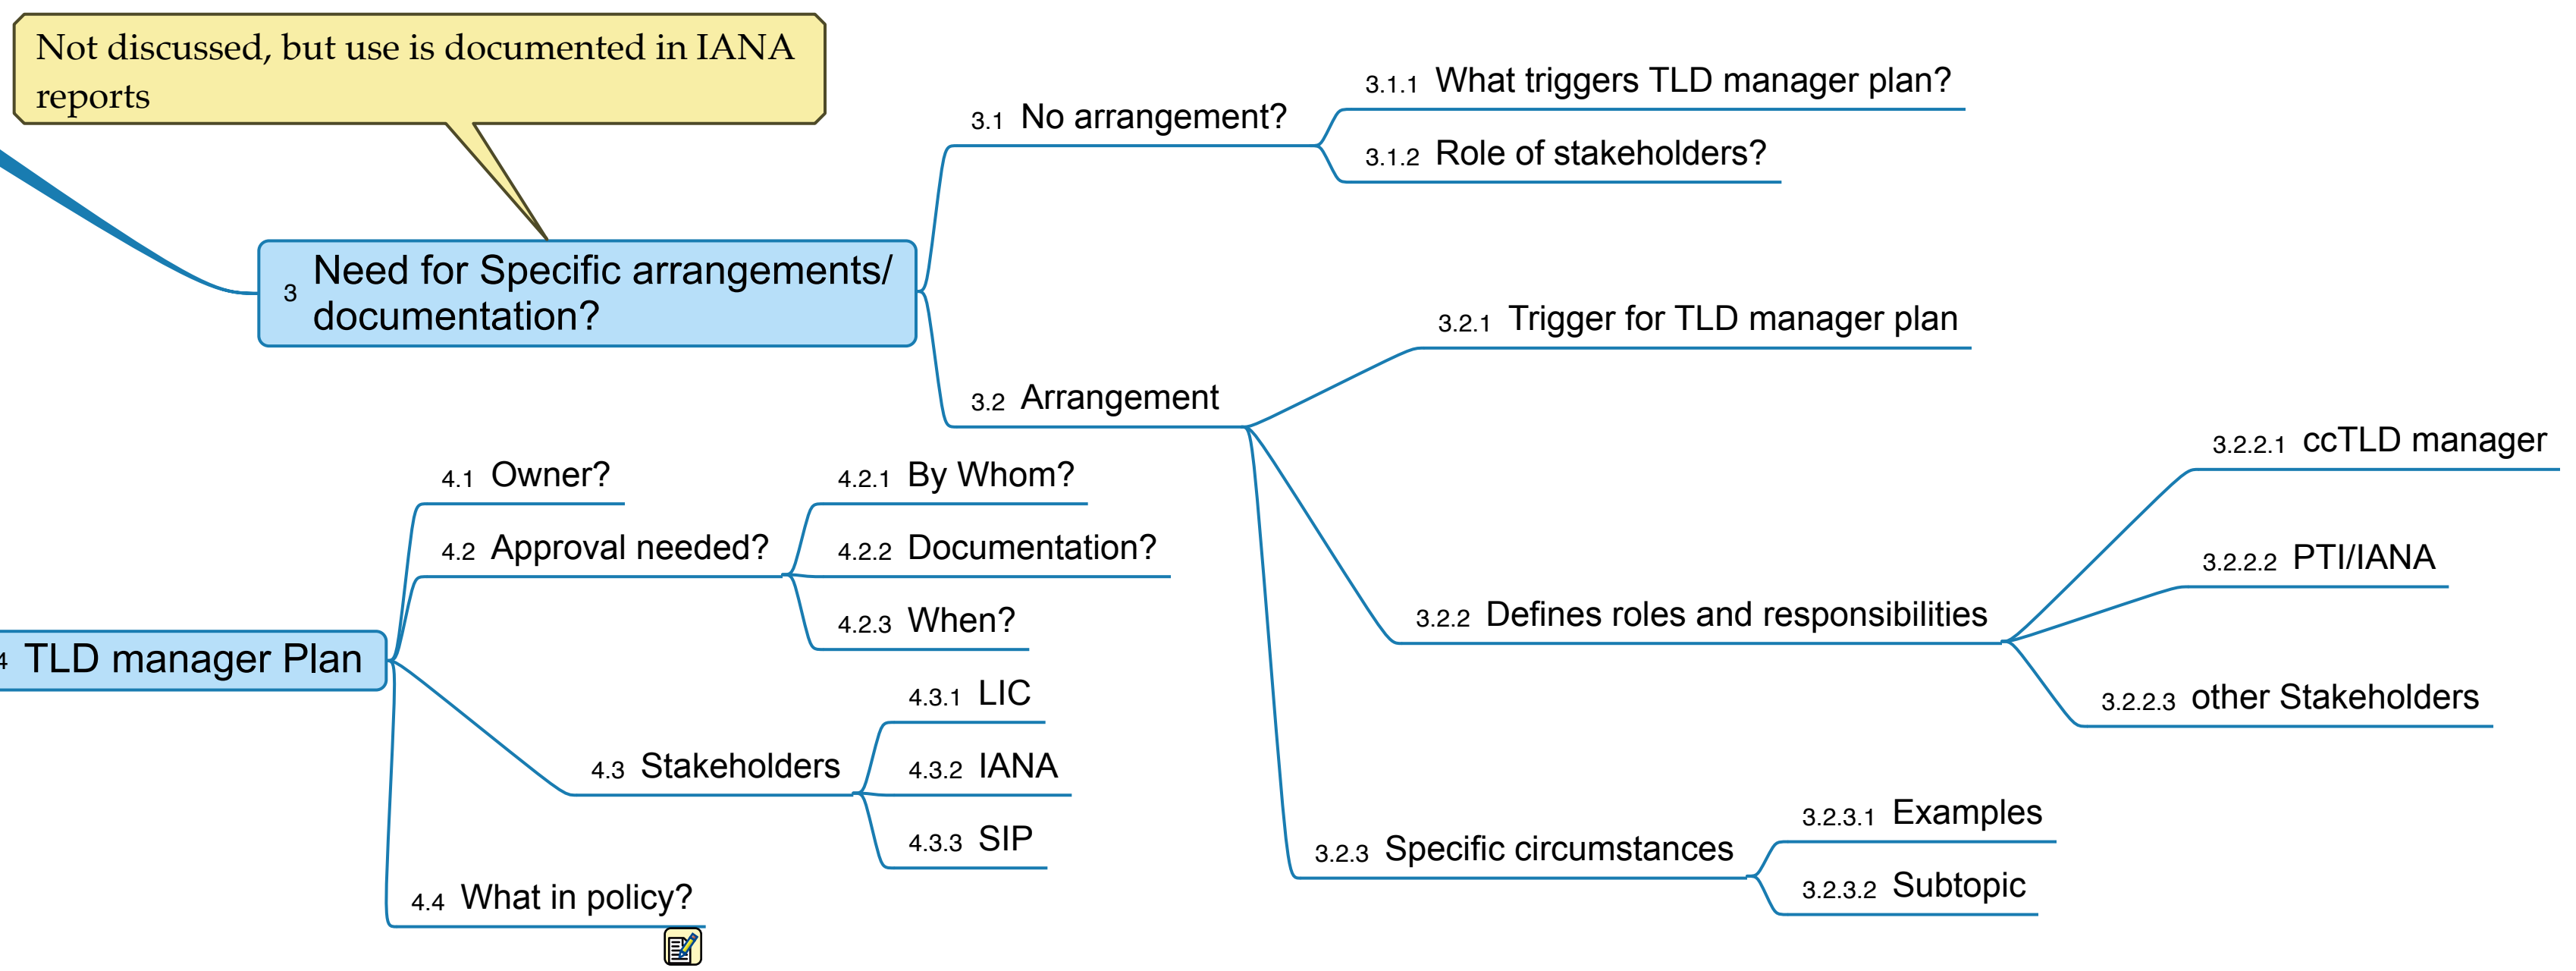 Not discussed, but use is documented in IANA
reports
3 Need for Specific arrangements/
documentation?
3.1 No arrangement?
3.1.1 What triggers TLD manager plan?
3.1.2 Role of stakeholders?
3.2 Arrangement
3.2.1 Trigger for TLD manager plan
3.2.2 Defines roles and responsibilities
3.2.2.1 ccTLD manager
3.2.2.2 PTI/IANA
3.2.2.3 other Stakeholders
3.2.3 Specific circumstances
3.2.3.1 Examples
3.2.3.2 Subtopic
4 TLD manager Plan
4.1 Owner?
4.2 Approval needed?
4.2.1 By Whom?
4.2.2 Documentation?
4.2.3 When?
4.3 Stakeholders
4.3.1 LIC
4.3.2 IANA
4.3.3 SIP
4.4 What in policy?